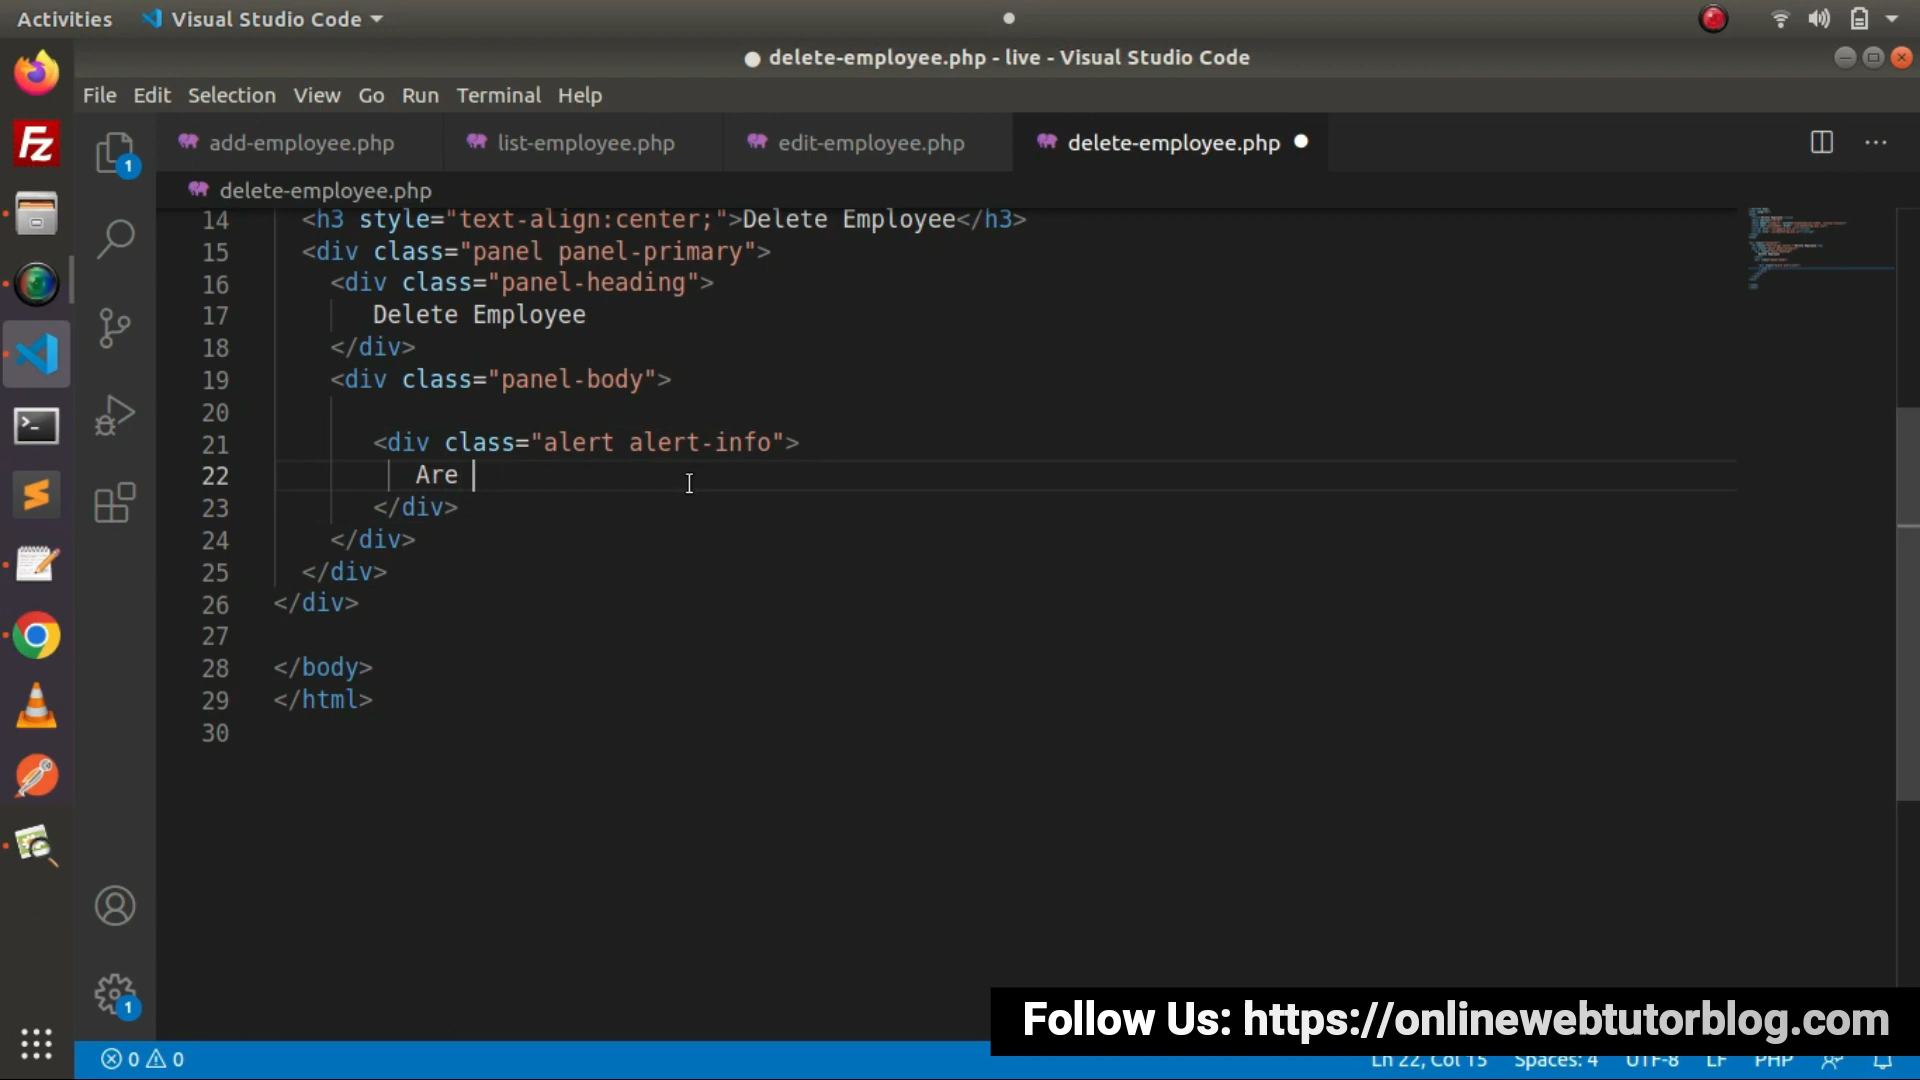 Activities Visual Studio Code
delete-employee.php - live - Visual Studio Code
File Edit Selection View Go Run Terminal Help
add-employee.php list-employee.php edit-employee.php delete-employee.php
delete-employee.php
14 <h3 style="text-align:center;">Delete Employee</h3>
15 <div class="panel panel-primary">
16 <div class="panel-heading">
17 Delete Employee
18 </div>
19 <div class="panel-body">
20
21 <div class="alert alert-info">
22 Are
23 </div>
24 </div>
25 </div>
26 </div>
27
28 </body>
29 </html>
30
1
Fz
1
Follow Us: https://onlinewebtutorblog.com
0 0 Ln 22, Col 15 Spaces: 4 UTF-8 LF PHP